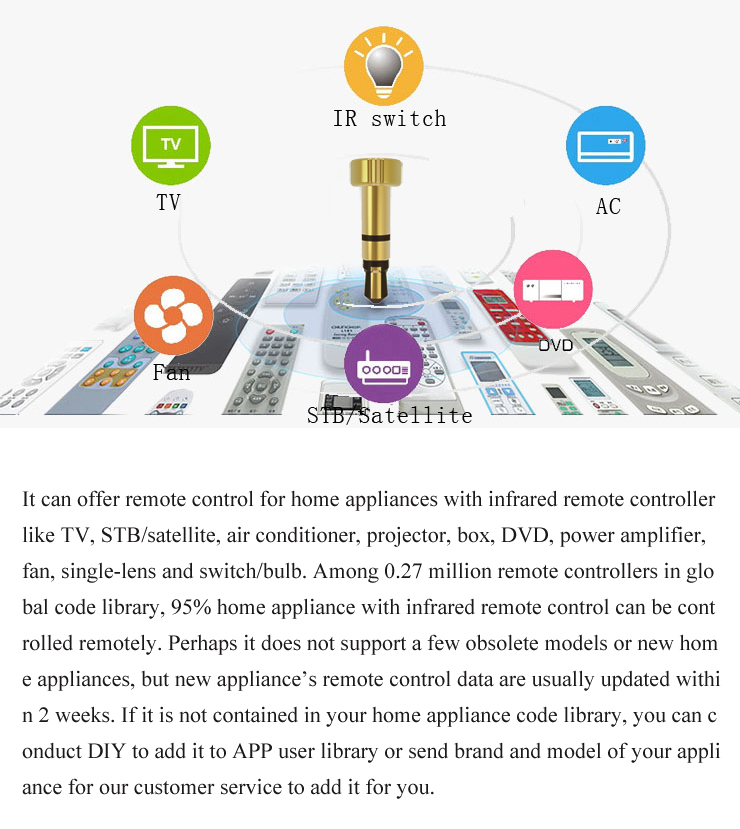 IR switch
TV
TV
AC
Fan
DVD
STB/Satellite
It can offer remote control for home appliances with infrared remote controller
like TV, STB/satellite, air conditioner, projector, box, DVD, power amplifier,
fan, single-lens and switch/bulb. Among 0.27 million remote controllers in glo
bal code library, 95% home appliance with infrared remote control can be cont
rolled remotely. Perhaps it does not support a few obsolete models or new hom
e appliances, but new appliance’s remote control data are usually updated withi
n 2 weeks. If it is not contained in your home appliance code library, you can c
onduct DIY to add it to APP user library or send brand and model of your appli
ance for our customer service to add it for you.